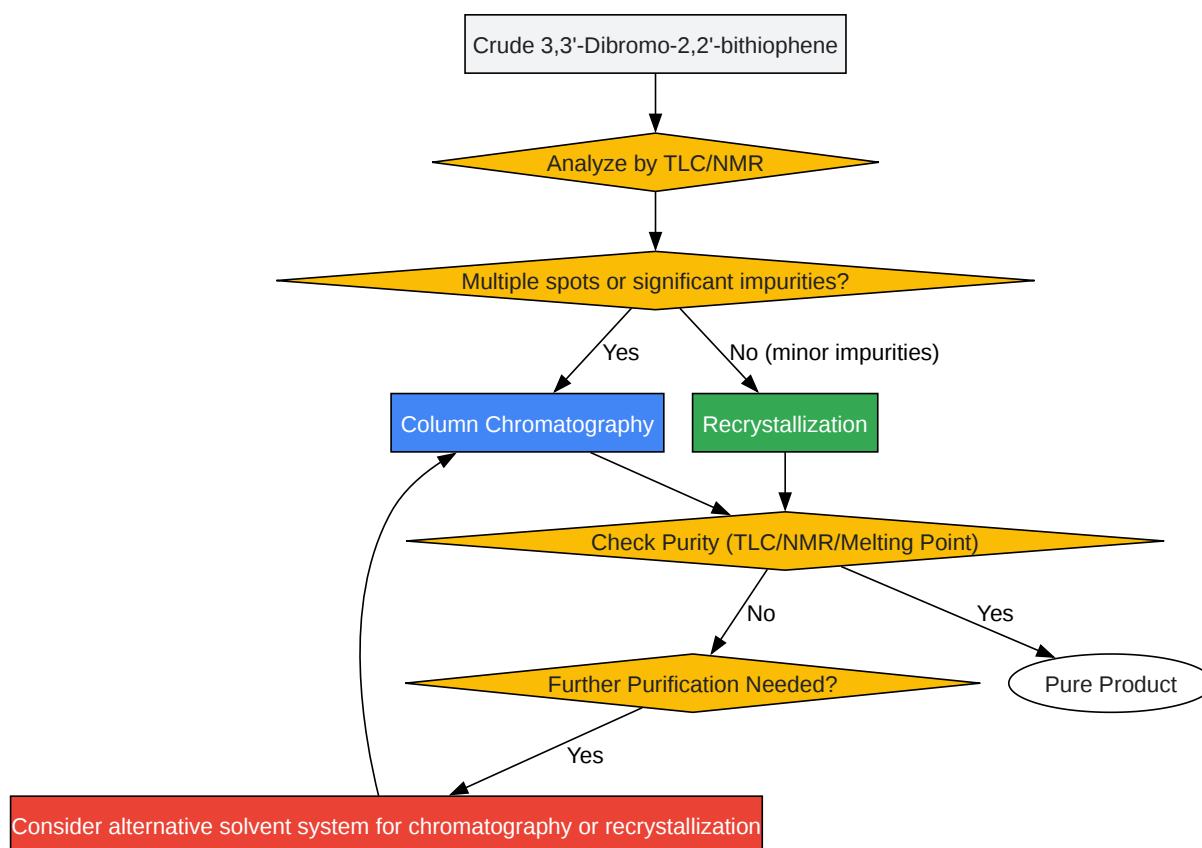 Crude 3,3'-Dibromo-2,2'-bithiophene
Analyze by TLC/NMR
Multiple spots or significant impurities?
Yes
No (minor impurities)
Column Chromatography
Recrystallization
Check Purity (TLC/NMR/Melting Point)
No
Yes
Further Purification Needed?
Pure Product
Yes
Consider alternative solvent system for chromatography or recrystallization